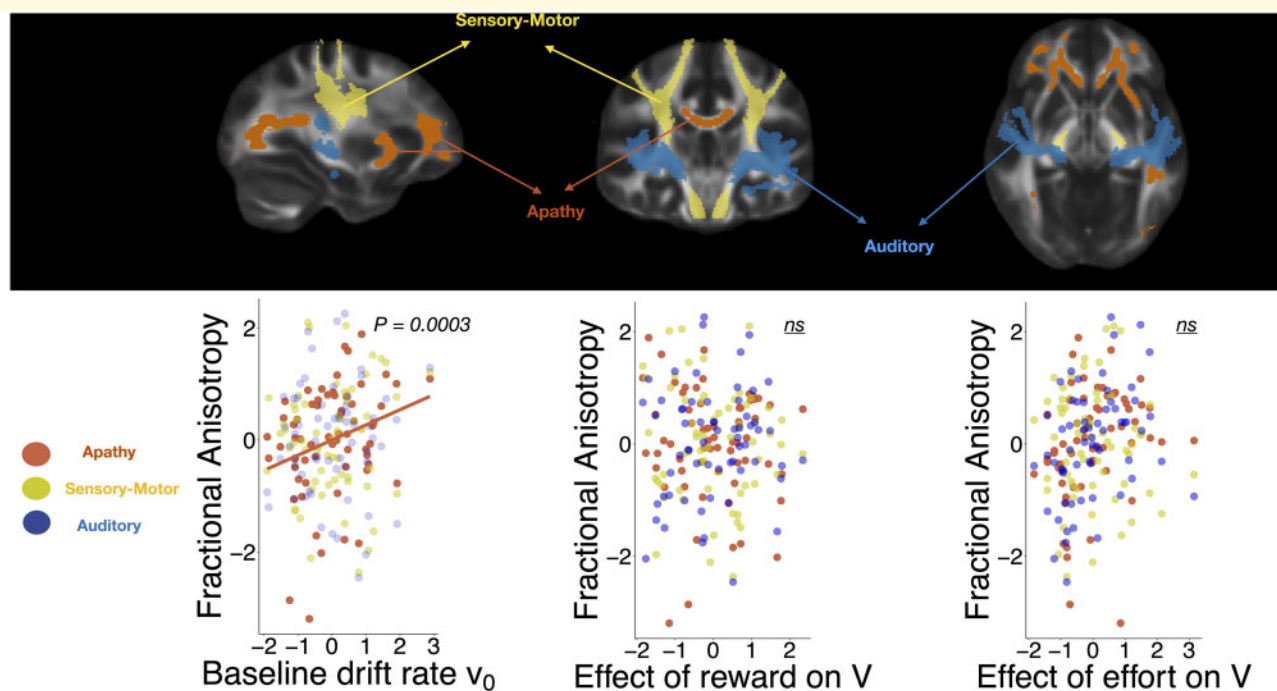 Sensory-Motor
Apathy
Auditory
Fractional Anisotropy
2
0
−2
P = 0.0003
−2 −1 0 1 2 3
Baseline drift rate v₀
Fractional Anisotropy
2
0
−2
ns
−2 −1 0 1 2
Effect of reward on V
Fractional Anisotropy
2
0
−2
ns
−2 −1 0 1 2 3
Effect of effort on V
Apathy
Sensory-Motor
Auditory